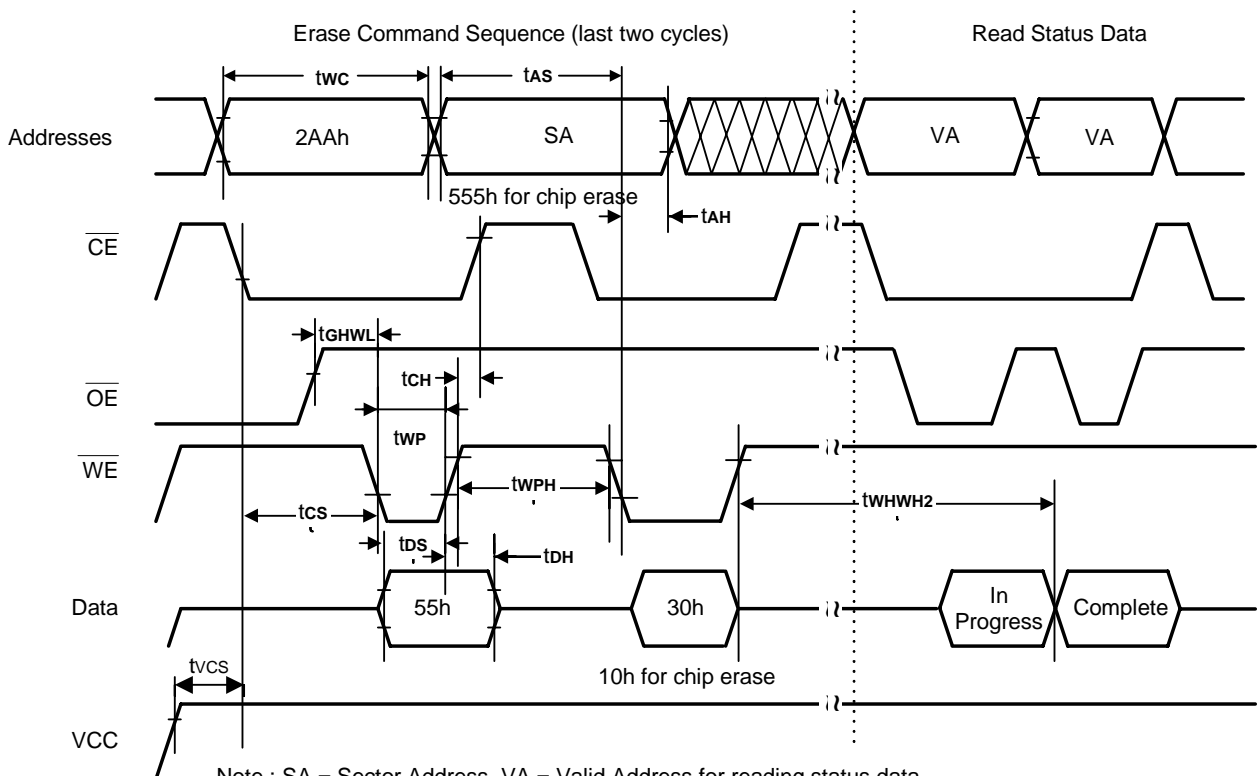 Erase Command Sequence (last two cycles)
Read Status Data
tWC
tAS
Addresses
2AAh
SA
VA
VA
555h for chip erase
tAH
CE
tGHWL
tCH
OE
tWP
WE
tWPH
tWHWH2
tCS
tDS
tDH
Data
55h
30h
In
Progress
Complete
tVCS
10h for chip erase
VCC
Note : SA = Sector Address, VA = Valid Address for reading status data